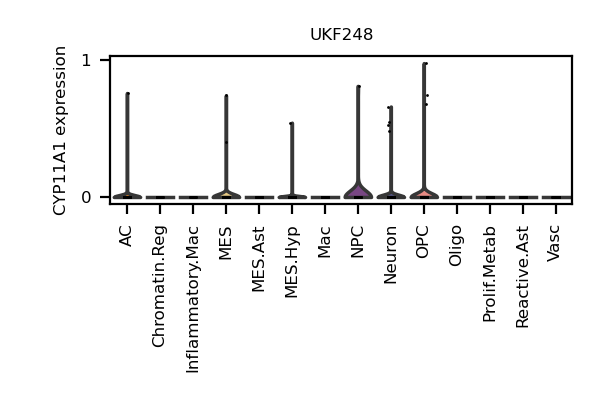 UKF248
CYP11A1 expression
1
0
AC
Chromatin.Reg
Inflammatory.Mac
MES
MES.Ast
MES.Hyp
Mac
NPC
Neuron
OPC
Oligo
Prolif.Metab
Reactive.Ast
Vasc